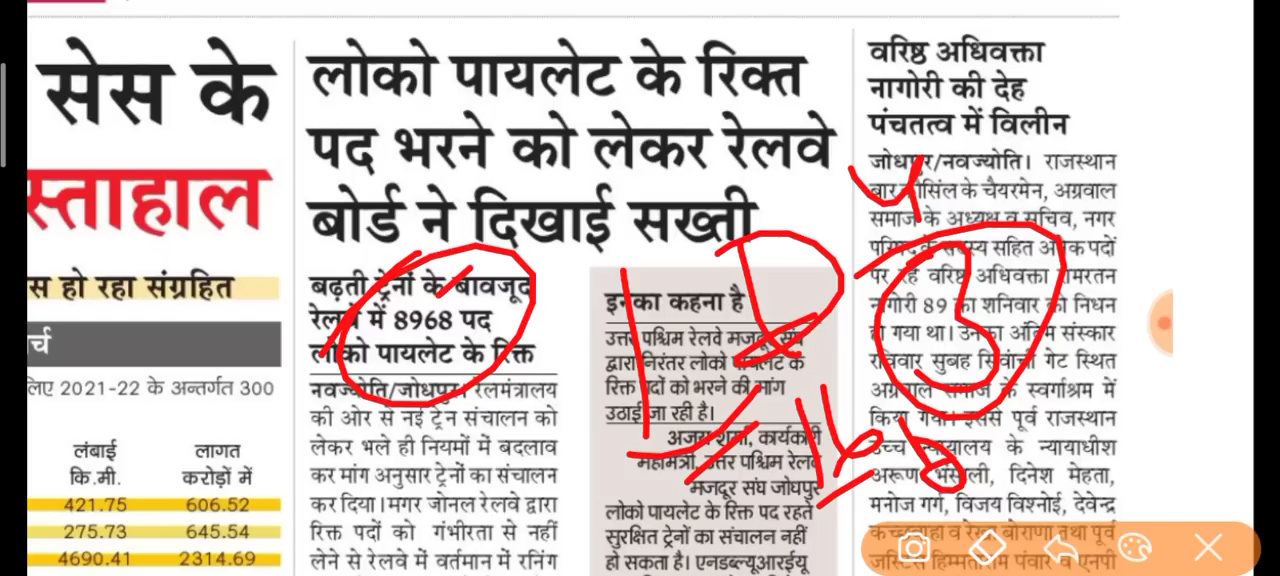 सेस के
स्ताहाल
स हो रहा संग्रहित
र्च
लिए 2021-22 के अन्तर्गत 300
लंबाई लागत
कि.मी. करोड़ों में
421.75 606.52
275.73 645.54
4690.41 2314.69
लोको पायलेट के रिक्त
पद भरने को लेकर रेलवे
बोर्ड ने दिखाई सख्ती
बढ़ती ट्रेनों के बावजूद
रेलवे में 8968 पद
लोको पायलेट के रिक्त
नवज्योति/जोधपुर। रेलमंत्रालय
की ओर से नई ट्रेन संचालन को
लेकर भले ही नियमों में बदलाव
कर मांग अनुसार ट्रेनों का संचालन
कर दिया। मगर जोनल रेलवे द्वारा
रिक्त पदों को गंभीरता से नहीं
लेने से रेलवे में वर्तमान में रनिंग
इनका कहना है
उत्तर पश्चिम रेलवे मजदूर संघ
द्वारा निरंतर लोको पायलेट के
रिक्त पदों को भरने की मांग
उठाई जा रही है।
अजय शर्मा, कार्यकारी
महामंत्री, उत्तर पश्चिम रेलवे
मजदूर संघ जोधपुर
लोको पायलेट के रिक्त पद रहते
सुरक्षित ट्रेनों का संचालन नहीं
हो सकता है। एनडब्ल्यूआरईयू
वरिष्ठ अधिवक्ता
नागोरी की देह
पंचतत्व में विलीन
जोधपुर/नवज्योति। राजस्थान
बार कौंसिल के चैयरमेन, अग्रवाल
समाज के अध्यक्ष व सचिव, नगर
परिषद के सदस्य सहित अनेक पदों
पर रहे वरिष्ठ अधिवक्ता रामरतन
नागोरी 89 का शनिवार को निधन
हो गया था। उनका अंतिम संस्कार
रविवार सुबह सिवांची गेट स्थित
अग्रवाल समाज के स्वर्गाश्रम में
किया गया। इससे पूर्व राजस्थान
उच्च न्यायालय के न्यायाधीश
अरूण भंसाली, दिनेश मेहता,
मनोज गर्ग, विजय विश्नोई, देवेन्द्र
कच्छवाहा व रेखा बोराणा तथा पूर्व
जस्टिस हिम्मताराम पंवार व एनपी